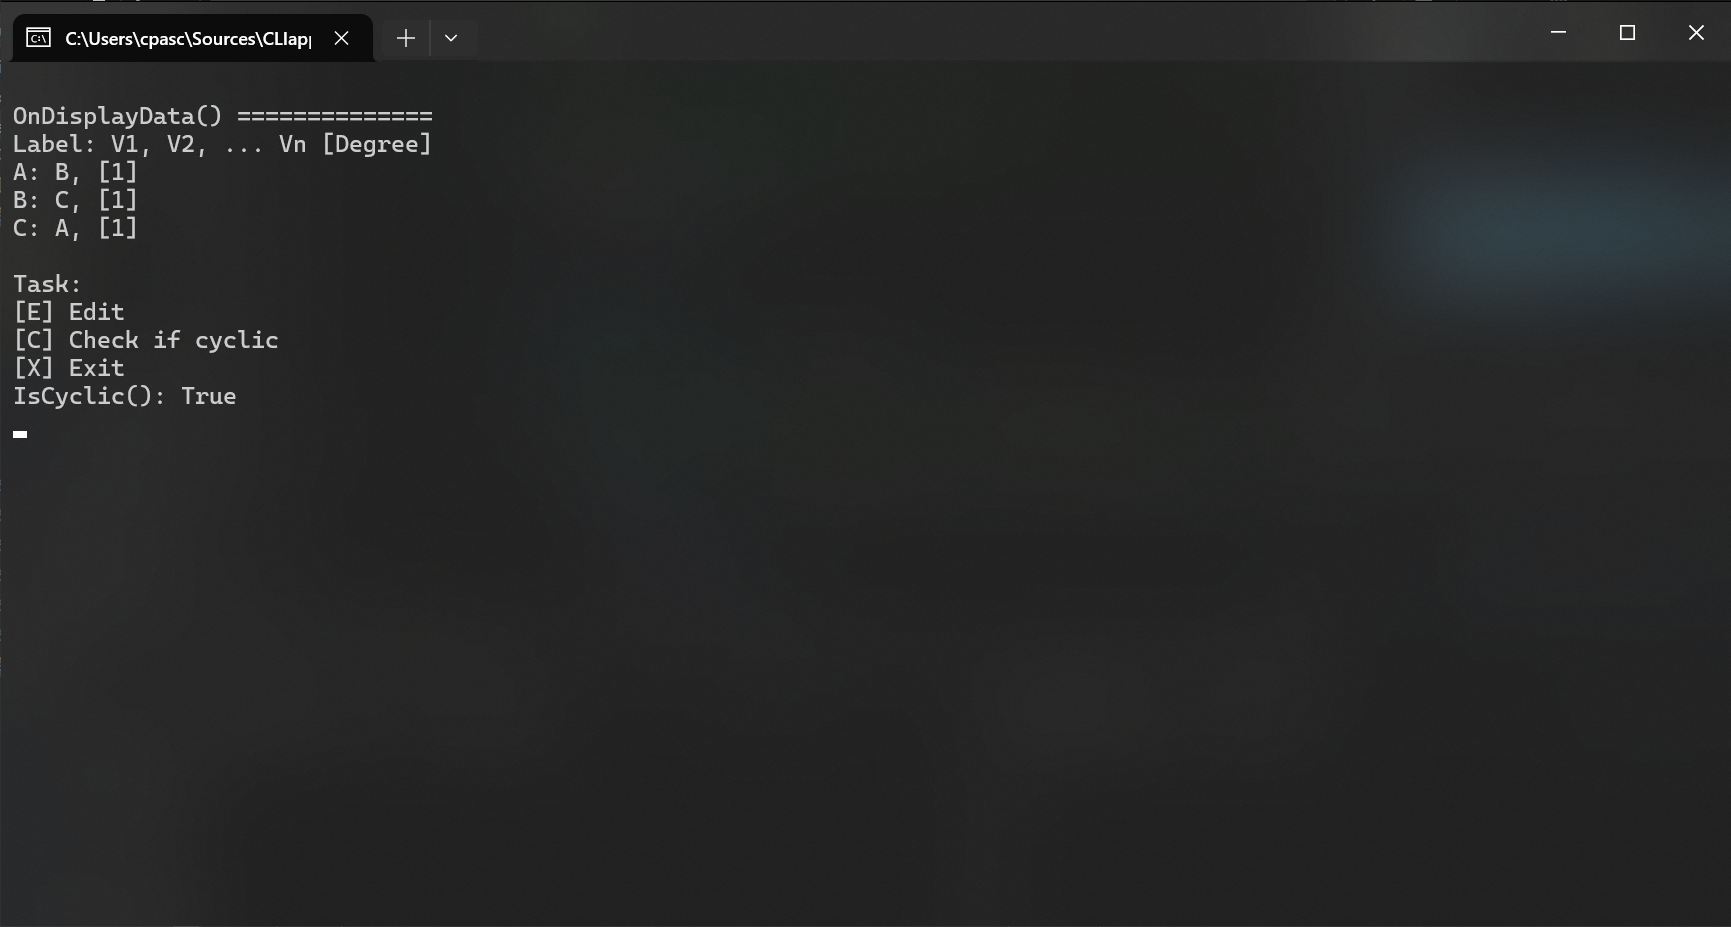 C:\Users\cpasc\Sources\CLIapp
OnDisplayData() ==============
Label: V1, V2, ... Vn [Degree]
A: B, [1]
B: C, [1]
C: A, [1]
Task:
[E] Edit
[C] Check if cyclic
[X] Exit
IsCyclic(): True